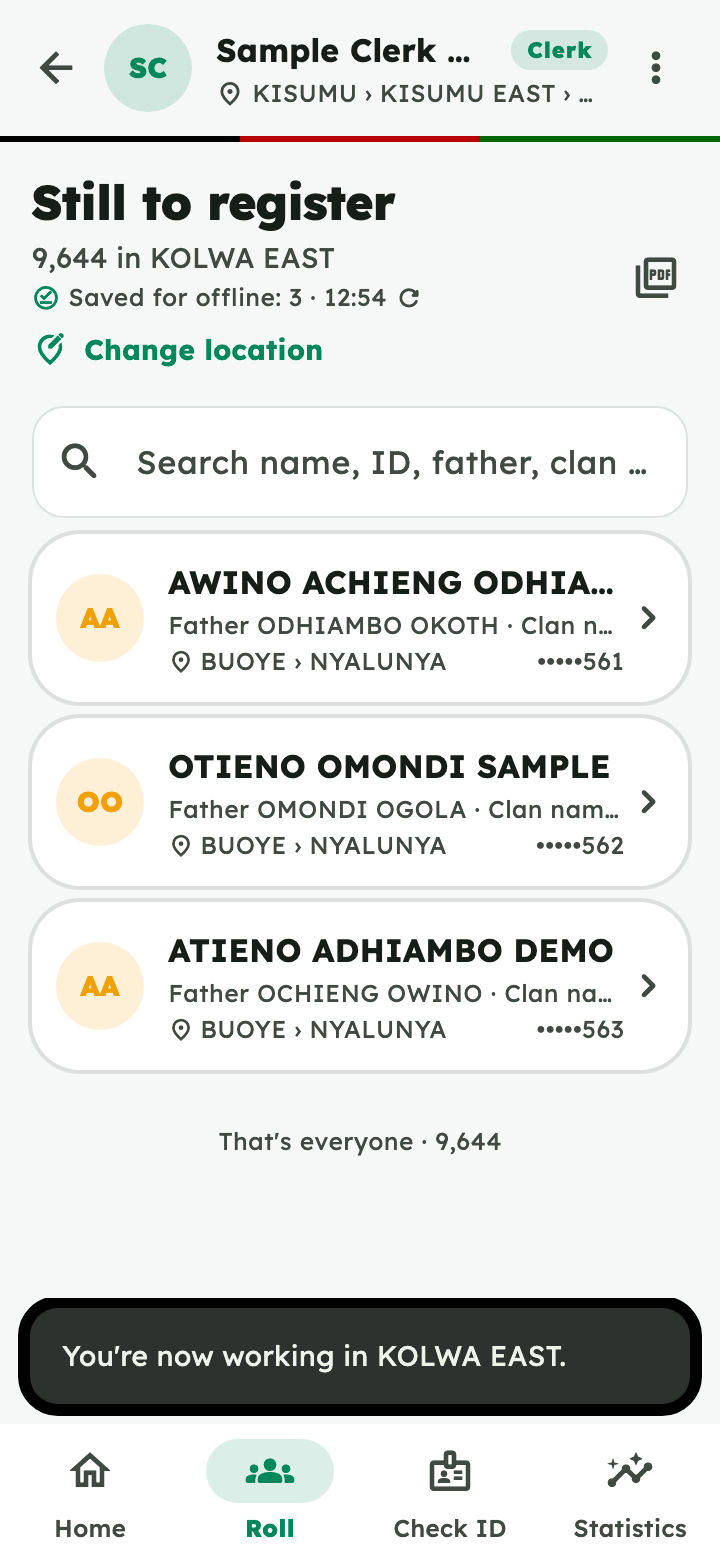 SC
Sample Clerk ...
Clerk
KISUMU › KISUMU EAST › ...
Still to register
9,644 in KOLWA EAST
Saved for offline: 3 · 12:54
PDF
Change location
Search name, ID, father, clan ...
AA
AWINO ACHIENG ODHIA...
Father ODHIAMBO OKOTH · Clan n...
BUOYE › NYALUNYA
•••••561
OO
OTIENO OMONDI SAMPLE
Father OMONDI OGOLA · Clan nam...
BUOYE › NYALUNYA
•••••562
AA
ATIENO ADHIAMBO DEMO
Father OCHIENG OWINO · Clan na...
BUOYE › NYALUNYA
•••••563
That's everyone · 9,644
You're now working in KOLWA EAST.
Home
Roll
Check ID
Statistics